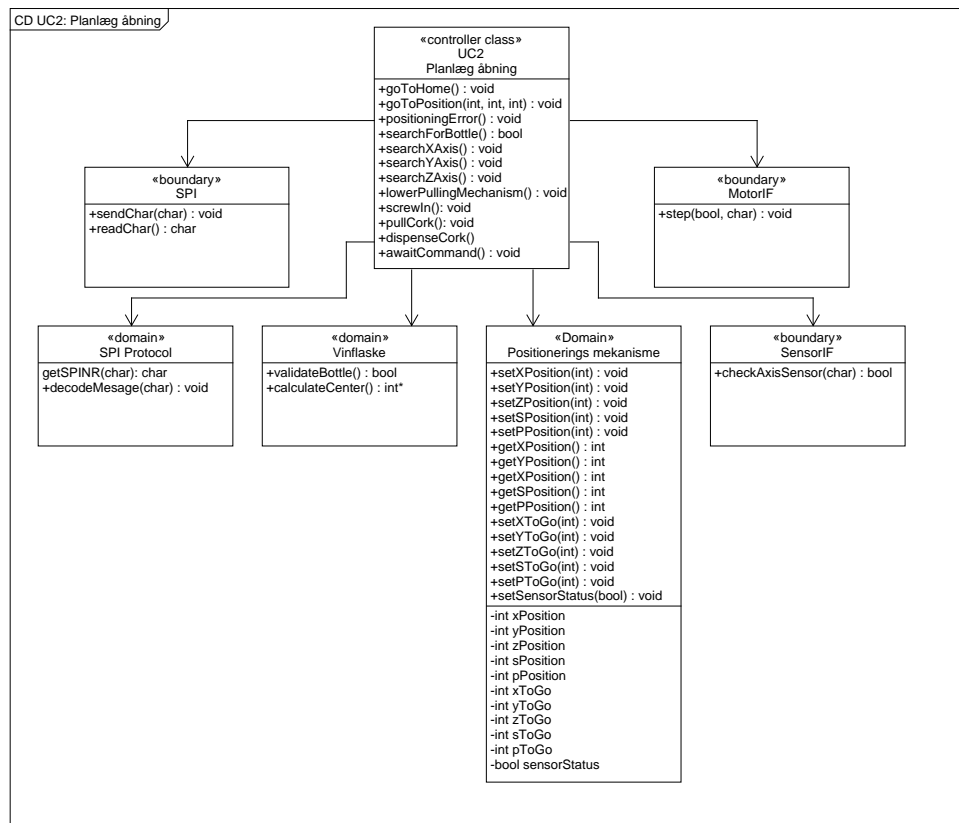 CD UC2: Planlæg åbning
«controller class»
UC2
Planlæg åbning
+goToHome() : void
+goToPosition(int, int, int) : void
+positioningError() : void
+searchForBottle() : bool
+searchXAxis() : void
+searchYAxis() : void
+searchZAxis() : void
+lowerPullingMechanism() : void
+screwIn(): void
+pullCork(): void
+dispenseCork()
+awaitCommand() : void
«boundary»
SPI
+sendChar(char) : void
+readChar() : char
«boundary»
MotorIF
+step(bool, char) : void
«domain»
SPI Protocol
getSPINR(char): char
+decodeMesage(char) : void
«domain»
Vinflaske
+validateBottle() : bool
+calculateCenter() : int*
«Domain»
Positionerings mekanisme
+setXPosition(int) : void
+setYPosition(int) : void
+setZPosition(int) : void
+setSPosition(int) : void
+setPPosition(int) : void
+getXPosition() : int
+getYPosition() : int
+getXPosition() : int
+getSPosition() : int
+getPPosition() : int
+setXToGo(int) : void
+setYToGo(int) : void
+setZToGo(int) : void
+setSToGo(int) : void
+setPToGo(int) : void
+setSensorStatus(bool) : void
-int xPosition
-int yPosition
-int zPosition
-int sPosition
-int pPosition
-int xToGo
-int yToGo
-int zToGo
-int sToGo
-int pToGo
-bool sensorStatus
«boundary»
SensorIF
+checkAxisSensor(char) : bool